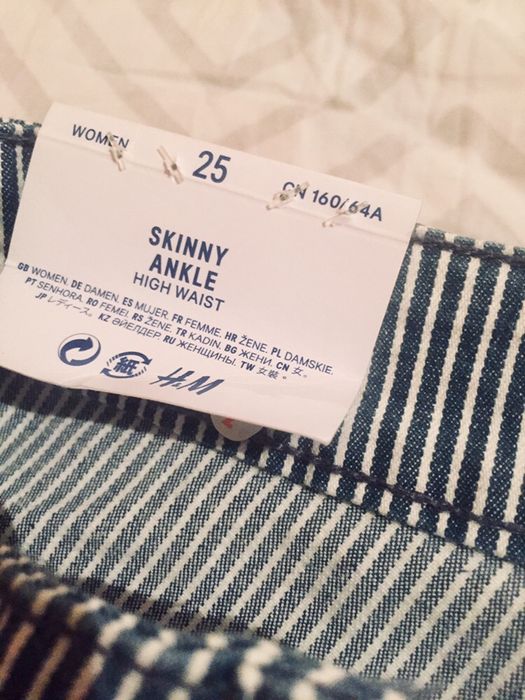 WOMEN 25 CN 160/64A
SKINNY
ANKLE
HIGH WAIST
GB WOMEN. DE DAMEN. ES MUJER. FR FEMME. HR ŽENE. PL DAMSKIE.
PT SENHORA. RO FEMEI. RS ŽENE. TR KADIN. BG ЖЕНИ. CN 女。
JP レディース。 KZ ӘЙЕЛДЕР. RU ЖЕНЩИНЫ. TW 女裝。
紙 H&M